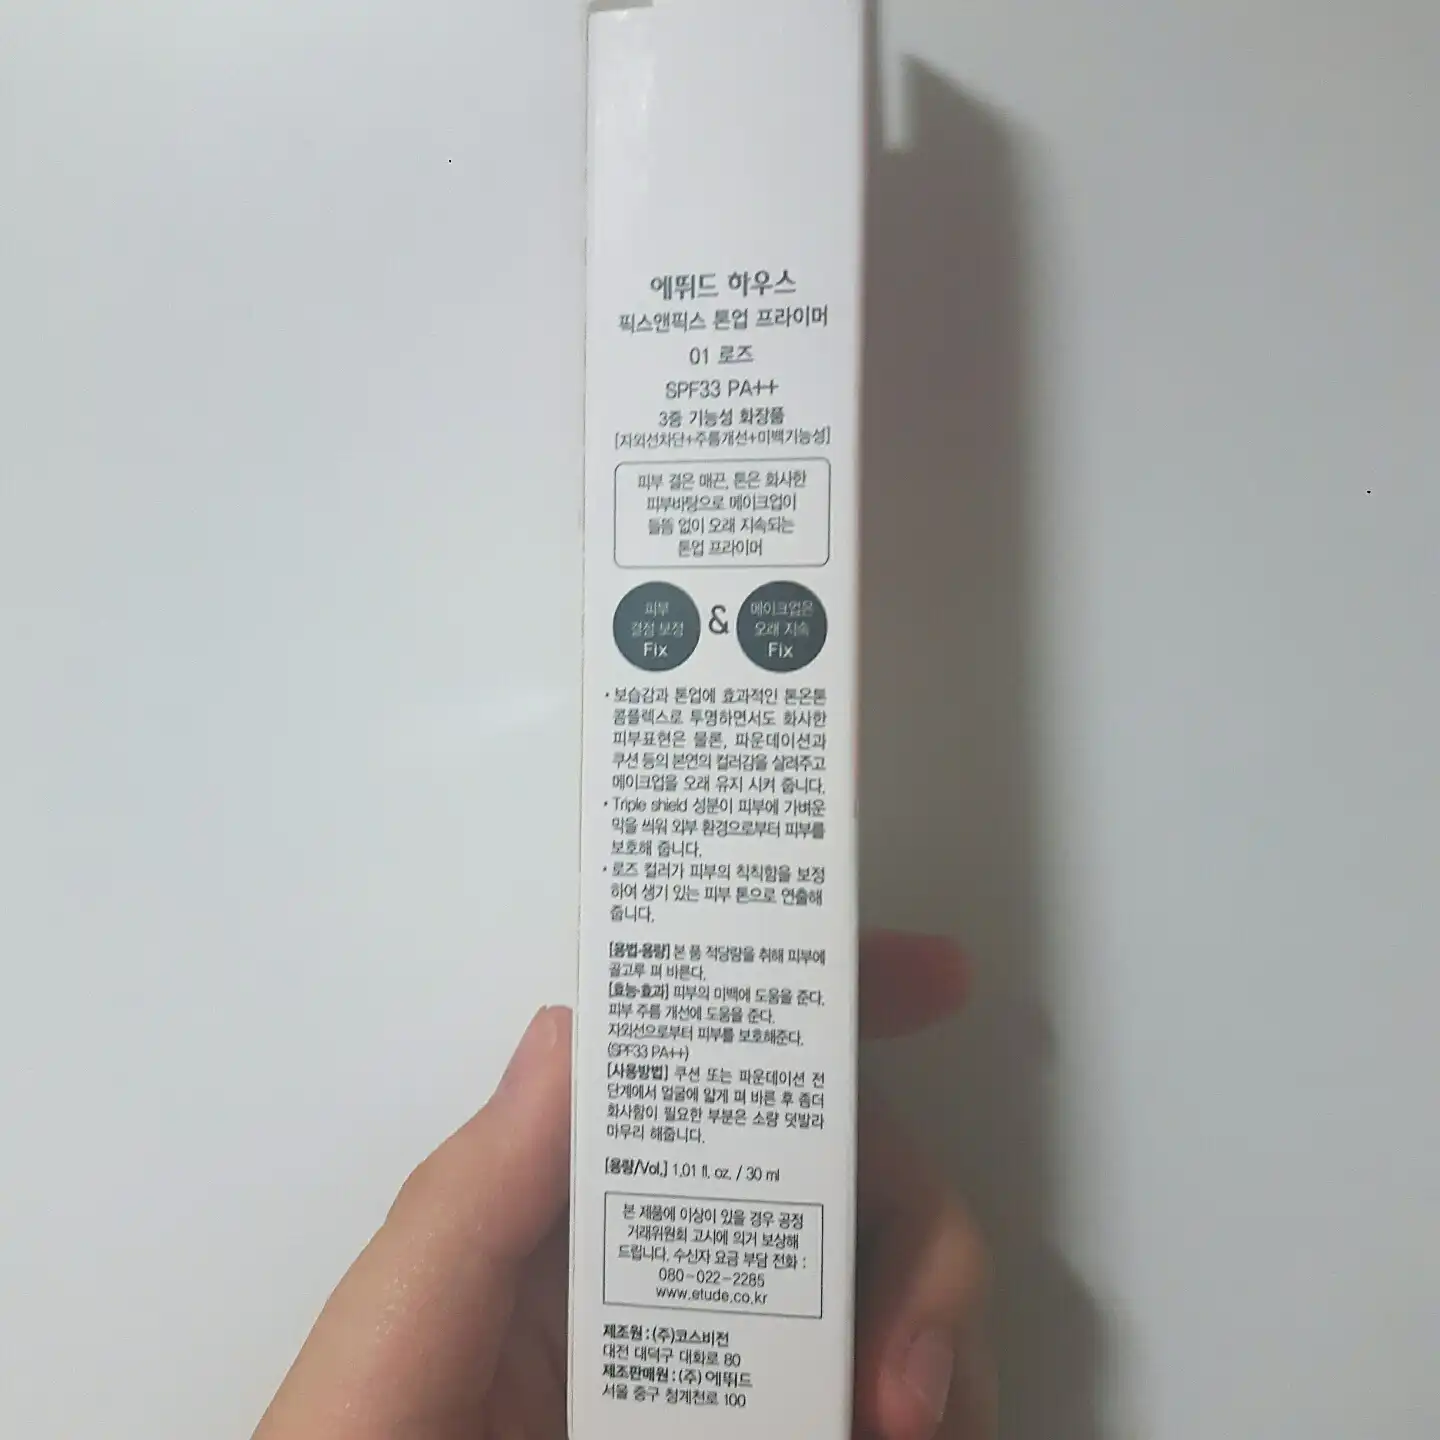 에뛰드 하우스
픽스앤픽스 톤업 프라이머
01 로즈
SPF33 PA++
3중 기능성 화장품
[자외선차단+주름개선+미백기능성]
피부 결은 매끈, 톤은 화사한
피부바탕으로 메이크업이
들뜸 없이 오래 지속되는
톤업 프라이머
피부
결점 보정
Fix
&
메이크업은
오래 지속
Fix
• 보습감과 톤업에 효과적인 톤온톤
콤플렉스로 투명하면서도 화사한
피부표현은 물론, 파운데이션과
쿠션 등의 본연의 컬러감을 살려주고
메이크업을 오래 유지 시켜 줍니다.
• Triple shield 성분이 피부에 가벼운
막을 씌워 외부 환경으로부터 피부를
보호해 줍니다.
• 로즈 컬러가 피부의 칙칙함을 보정
하여 생기 있는 피부 톤으로 연출해
줍니다.
[용법·용량] 본 품 적당량을 취해 피부에
골고루 펴 바른다.
[효능·효과] 피부의 미백에 도움을 준다.
피부 주름 개선에 도움을 준다.
자외선으로부터 피부를 보호해준다.
(SPF33 PA++)
[사용방법] 쿠션 또는 파운데이션 전
단계에서 얼굴에 얇게 펴 바른 후 좀더
화사함이 필요한 부분은 소량 덧발라
마무리 해줍니다.
[용량/Vol.] 1.01 fl. oz. / 30 ml
본 제품에 이상이 있을 경우 공정
거래위원회 고시에 의거 보상해
드립니다. 수신자 요금 부담 전화 :
080-022-2285
www.etude.co.kr
제조원 : (주)코스비전
대전 대덕구 대화로 80
제조판매원 : (주) 에뛰드
서울 중구 청계천로 100